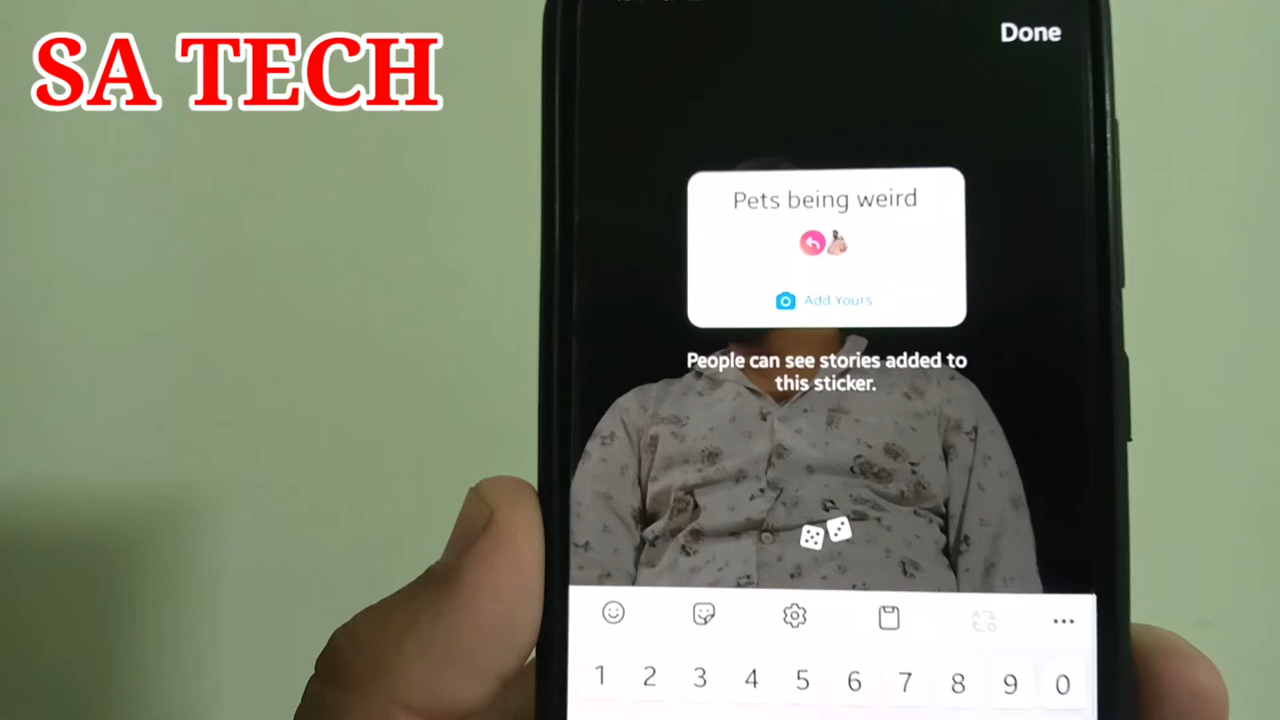 SA TECH
Done
Pets being weird
Add Yours
People can see stories added to
this sticker.
1 2 3 4 5 6 7 8 9 0